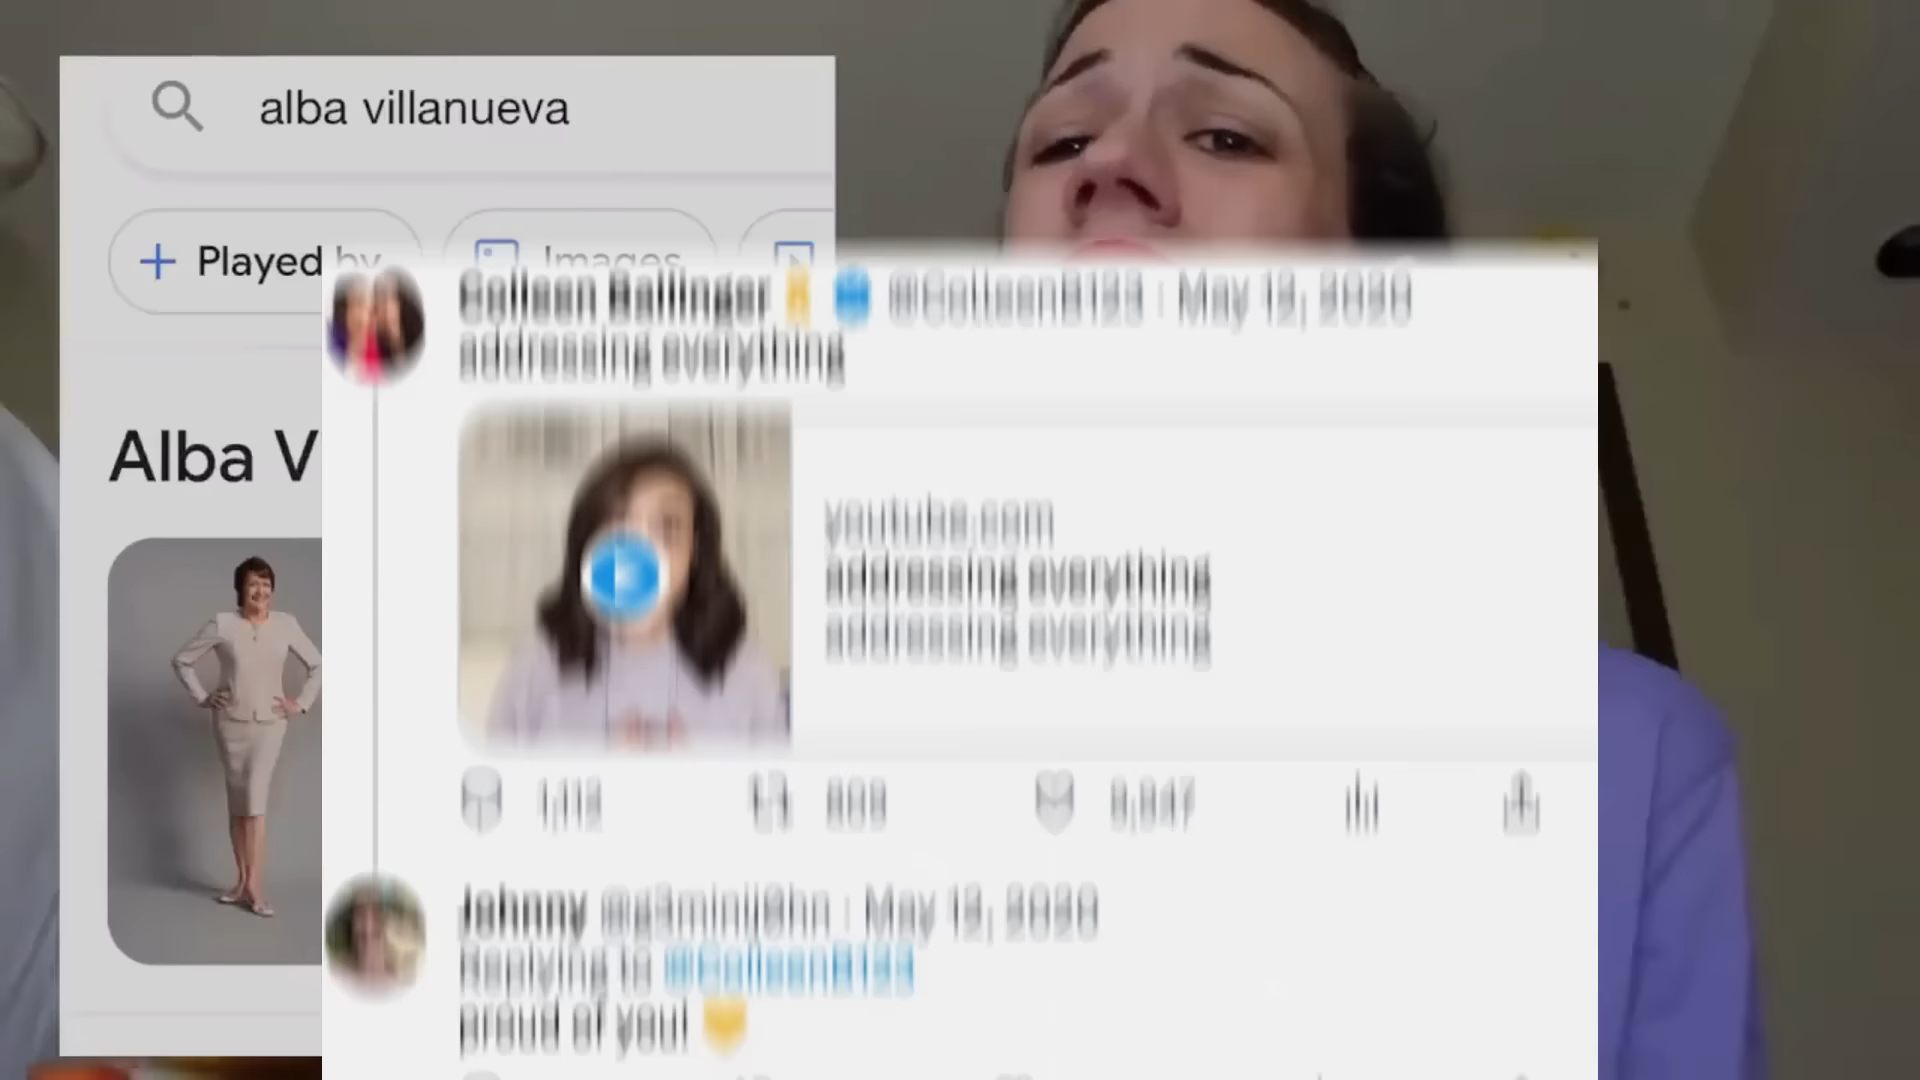 alba villanueva
Played by
Images
Alba V
Colleen Ballinger @ColleenB123 · May 12, 2020
addressing everything
youtube.com
addressing everything
addressing everything
Johnny · May 12, 2020
Replying to @ColleenB123
proud of you!